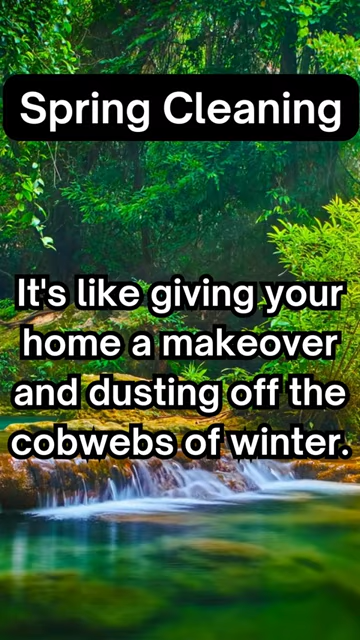 Spring Cleaning
It's like giving your
home a makeover
and dusting off the
cobwebs of winter.